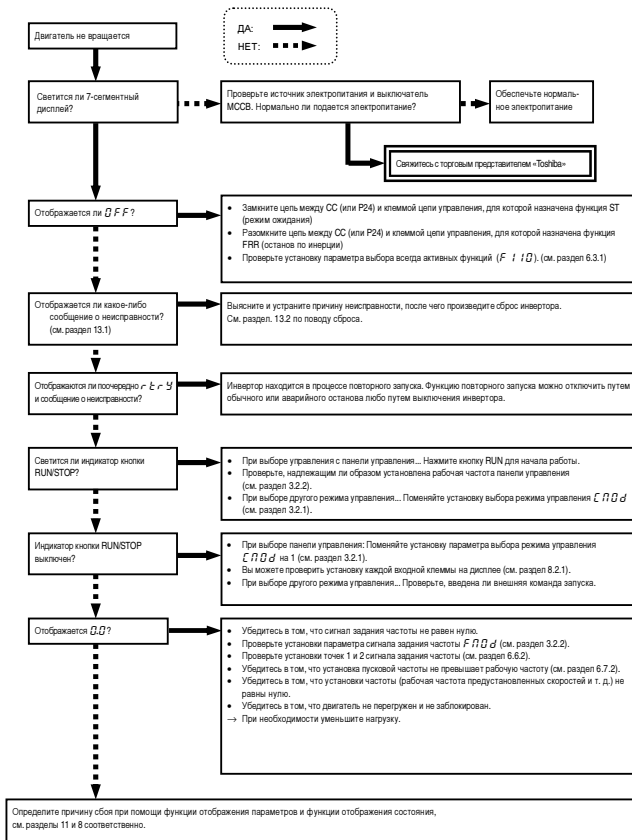 ДА:
НЕТ:
Двигатель не вращается
Светится ли 7-сегментный
дисплей?
Проверьте источник электропитания и выключатель
MCCB. Нормально ли подается электропитание?
Обеспечьте нормаль-
ное электропитание
Свяжитесь с торговым представителем «Toshiba»
Отображается ли OFF?
• Замкните цепь между CC (или P24) и клеммой цепи управления, для которой назначена функция ST
(режим ожидания)
• Разомкните цепь между CC (или P24) и клеммой цепи управления, для которой назначена функция
FRR (останов по инерции)
• Проверьте установку параметра выбора всегда активных функций (F110). (см. раздел 6.3.1)
Отображается ли какое-либо
сообщение о неисправности?
(см. раздел 13.1)
Выясните и устраните причину неисправности, после чего произведите сброс инвертора.
См. раздел. 13.2 по поводу сброса.
Отображаются ли поочередно rtry
и сообщение о неисправности?
Инвертор находится в процессе повторного запуска. Функцию повторного запуска можно отключить путем
обычного или аварийного останова либо путем выключения инвертора.
Светится ли индикатор кнопки
RUN/STOP?
• При выборе управления с панели управления... Нажмите кнопку RUN для начала работы.
• Проверьте, надлежащим ли образом установлена рабочая частота панели управления
(см. раздел 3.2.2).
• При выборе другого режима управления... Поменяйте установку выбора режима управления CMOd
(см. раздел 3.2.1).
Индикатор кнопки RUN/STOP
выключен?
• При выборе панели управления: Поменяйте установку параметра выбора режима управления
CMOd на 1 (см. раздел 3.2.1).
• Вы можете проверить установку каждой входной клеммы на дисплее (см. раздел 8.2.1).
• При выборе другого режима управления... Проверьте, введена ли внешняя команда запуска.
Отображается 0.0?
• Убедитесь в том, что сигнал задания частоты не равен нулю.
• Проверьте установки параметра сигнала задания частоты FMOd (см. раздел 3.2.2).
• Проверьте установки точек 1 и 2 сигнала задания частоты (см. раздел 6.6.2).
• Убедитесь в том, что установка пусковой частоты не превышает рабочую частоту (см. раздел 6.7.2).
• Убедитесь в том, что установки частоты (рабочая частота предустановленных скоростей и т. д.) не
равны нулю.
• Убедитесь в том, что двигатель не перегружен и не заблокирован.
→ При необходимости уменьшите нагрузку.
Определите причину сбоя при помощи функции отображения параметров и функции отображения состояния,
см. разделы 11 и 8 соответственно.